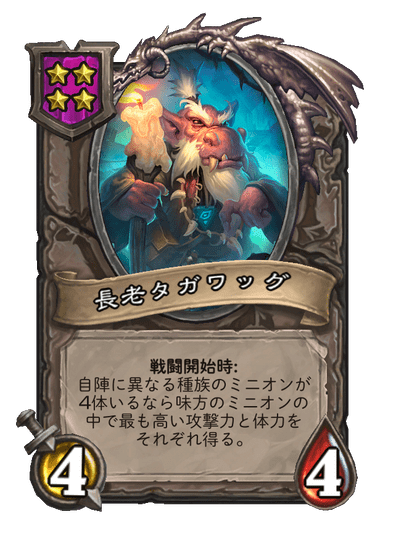 長老タガワッグ
戦闘開始時:
自陣に異なる種族のミニオンが
4体いるなら味方のミニオンの
中で最も高い攻撃力と体力を
それぞれ得る。
4
4